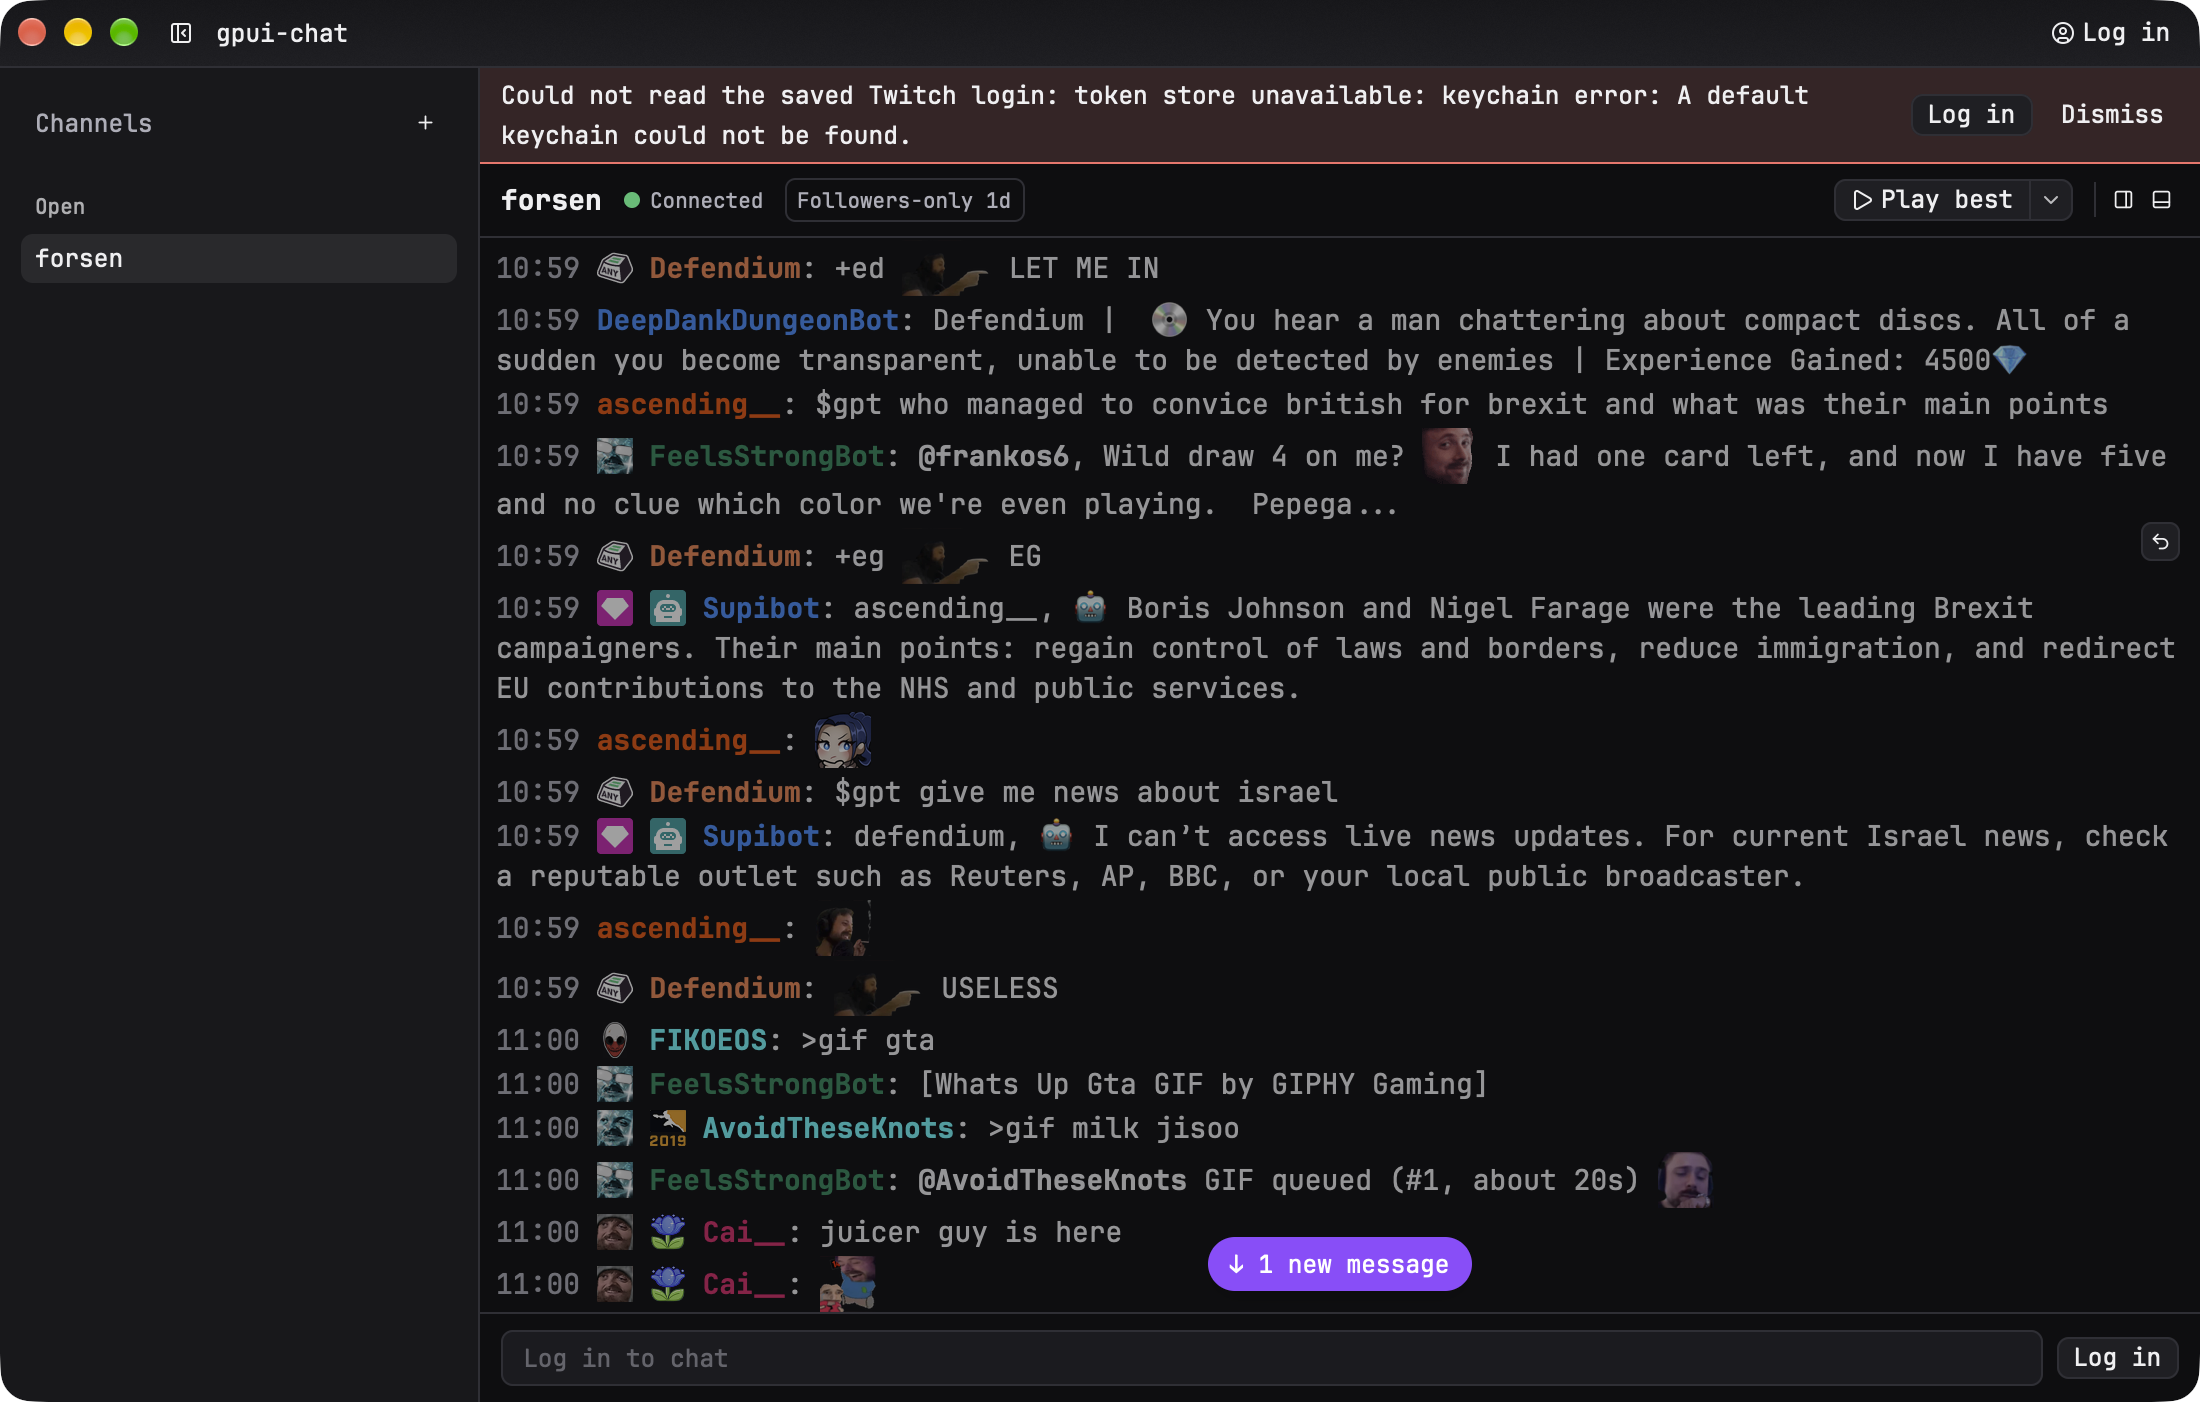 gpui-chat
Log in
Channels
+
Open
forsen
Could not read the saved Twitch login: token store unavailable: keychain error: A default
keychain could not be found.
Log in
Dismiss
forsen
Connected
Followers-only 1d
Play best
10:59 ANY Defendium: +ed LET ME IN
10:59 DeepDankDungeonBot: Defendium | 💿 You hear a man chattering about compact discs. All of a
sudden you become transparent, unable to be detected by enemies | Experience Gained: 4500💎
10:59 ascending__: $gpt who managed to convice british for brexit and what was their main points
10:59 FeelsStrongBot: @frankos6, Wild draw 4 on me? I had one card left, and now I have five
and no clue which color we're even playing. Pepega...
10:59 ANY Defendium: +eg EG
10:59 Supibot: ascending__, 🤖 Boris Johnson and Nigel Farage were the leading Brexit
campaigners. Their main points: regain control of laws and borders, reduce immigration, and redirect
EU contributions to the NHS and public services.
10:59 ascending__:
10:59 ANY Defendium: $gpt give me news about israel
10:59 Supibot: defendium, 🤖 I can’t access live news updates. For current Israel news, check
a reputable outlet such as Reuters, AP, BBC, or your local public broadcaster.
10:59 ascending__:
10:59 ANY Defendium: USELESS
11:00 FIKOEOS: >gif gta
11:00 FeelsStrongBot: [Whats Up Gta GIF by GIPHY Gaming]
11:00 2019 AvoidTheseKnots: >gif milk jisoo
11:00 FeelsStrongBot: @AvoidTheseKnots GIF queued (#1, about 20s)
11:00 Cai__: juicer guy is here
11:00 Cai__:
↓ 1 new message
Log in to chat
Log in